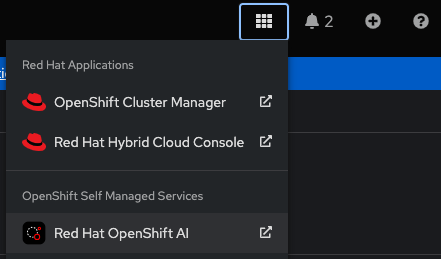 2
Red Hat Applications
OpenShift Cluster Manager
Red Hat Hybrid Cloud Console
OpenShift Self Managed Services
Red Hat OpenShift AI